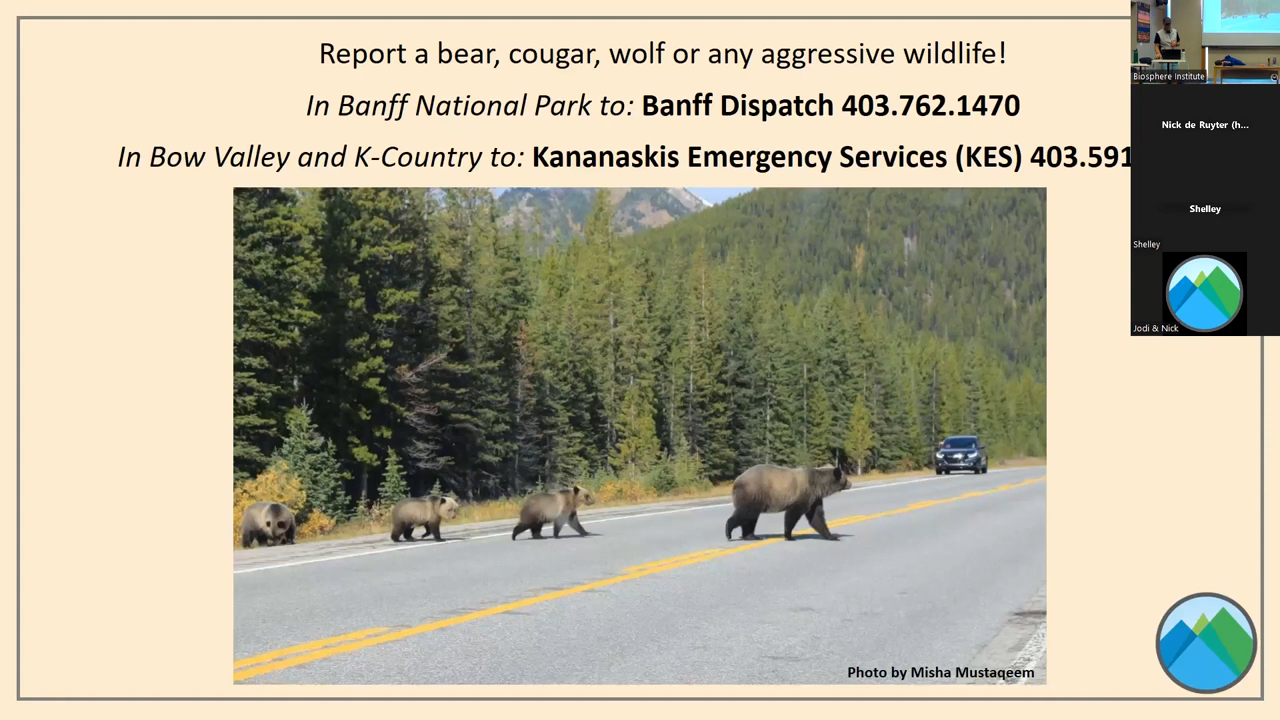 Report a bear, cougar, wolf or any aggressive wildlife!
In Banff National Park to: Banff Dispatch 403.762.1470
In Bow Valley and K-Country to: Kananaskis Emergency Services (KES) 403.591
Biosphere Institute
Nick de Ruyter (h...
Shelley
Shelley
Jodi & Nick
Photo by Misha Mustaqeem